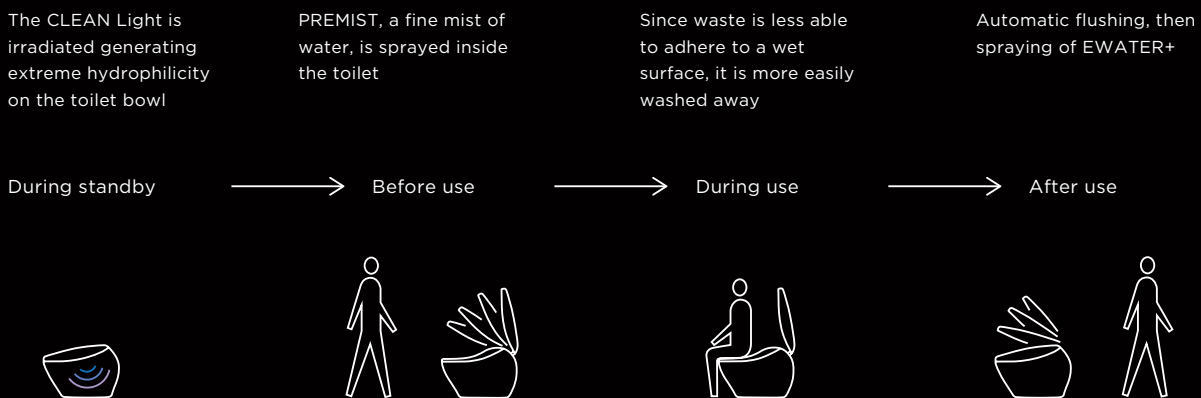 The CLEAN Light is
irradiated generating
extreme hydrophilicity
on the toilet bowl
PREMIST, a fine mist of
water, is sprayed inside
the toilet
Since waste is less able
to adhere to a wet
surface, it is more easily
washed away
Automatic flushing, then
spraying of EWATER+
During standby
Before use
During use
After use